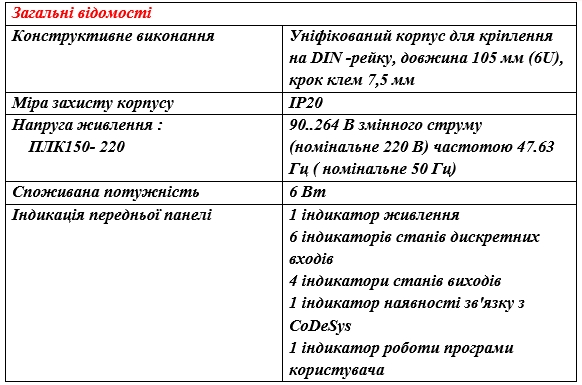 Загальні відомості
Конструктивне виконання
Уніфікований корпус для кріплення
на DIN -рейку, довжина 105 мм (6U),
крок клем 7,5 мм
Міра захисту корпусу
IP20
Напруга живлення :
ПЛК150- 220
90..264 В змінного струму
(номінальне 220 В) частотою 47.63
Гц ( номінальне 50 Гц)
Споживана потужність
6 Вт
Індикація передньої панелі
1 індикатор живлення
6 індикаторів станів дискретних
входів
4 індикатори станів виходів
1 індикатор наявності зв'язку з
CoDeSys
1 індикатор роботи програми
користувача